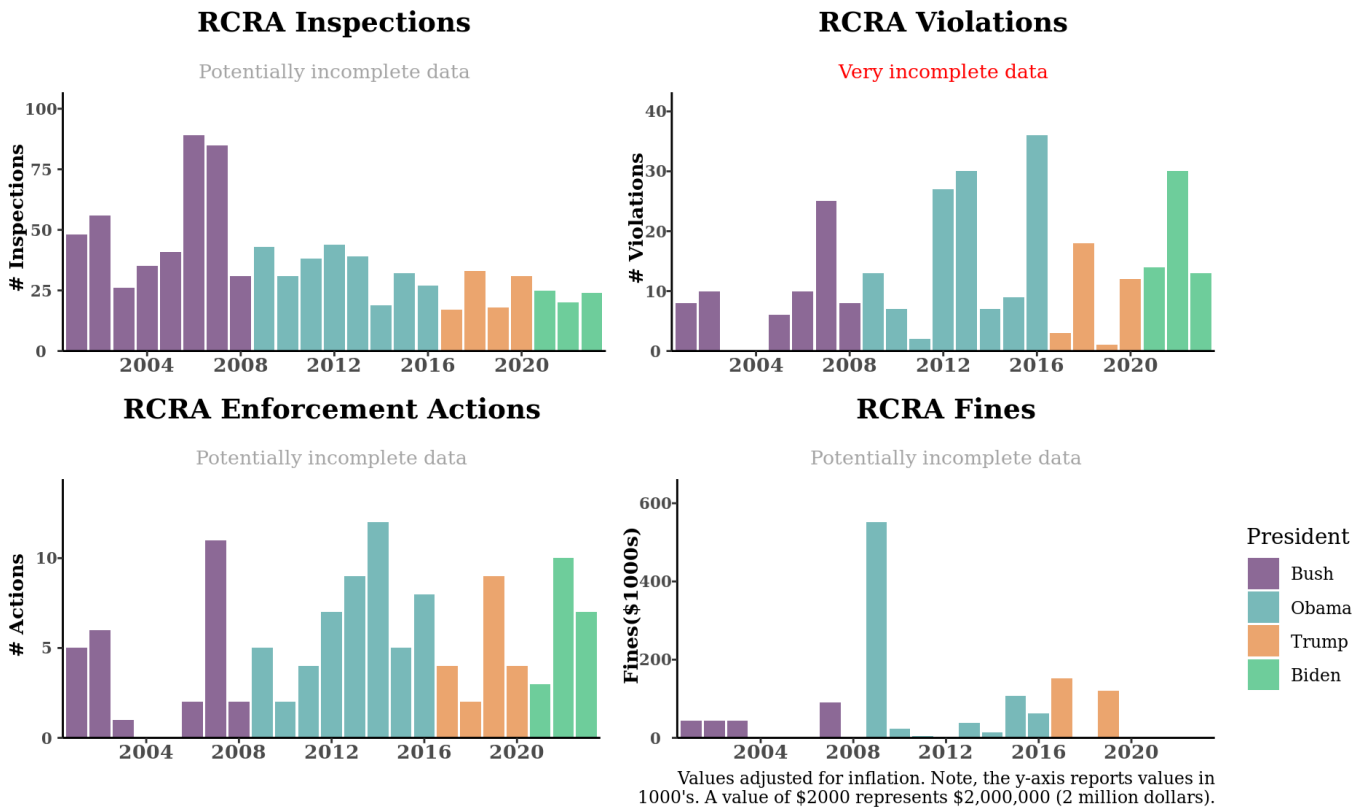 RCRA Inspections
Potentially incomplete data
# Inspections
100
75
50
25
0
2004 2008 2012 2016 2020
RCRA Violations
Very incomplete data
# Violations
40
30
20
10
0
2004 2008 2012 2016 2020
RCRA Enforcement Actions
Potentially incomplete data
# Actions
10
5
0
2004 2008 2012 2016 2020
RCRA Fines
Potentially incomplete data
Fines($1000s)
600
400
200
0
2004 2008 2012 2016 2020
President
Bush
Obama
Trump
Biden
Values adjusted for inflation. Note, the y-axis reports values in
1000's. A value of $2000 represents $2,000,000 (2 million dollars).